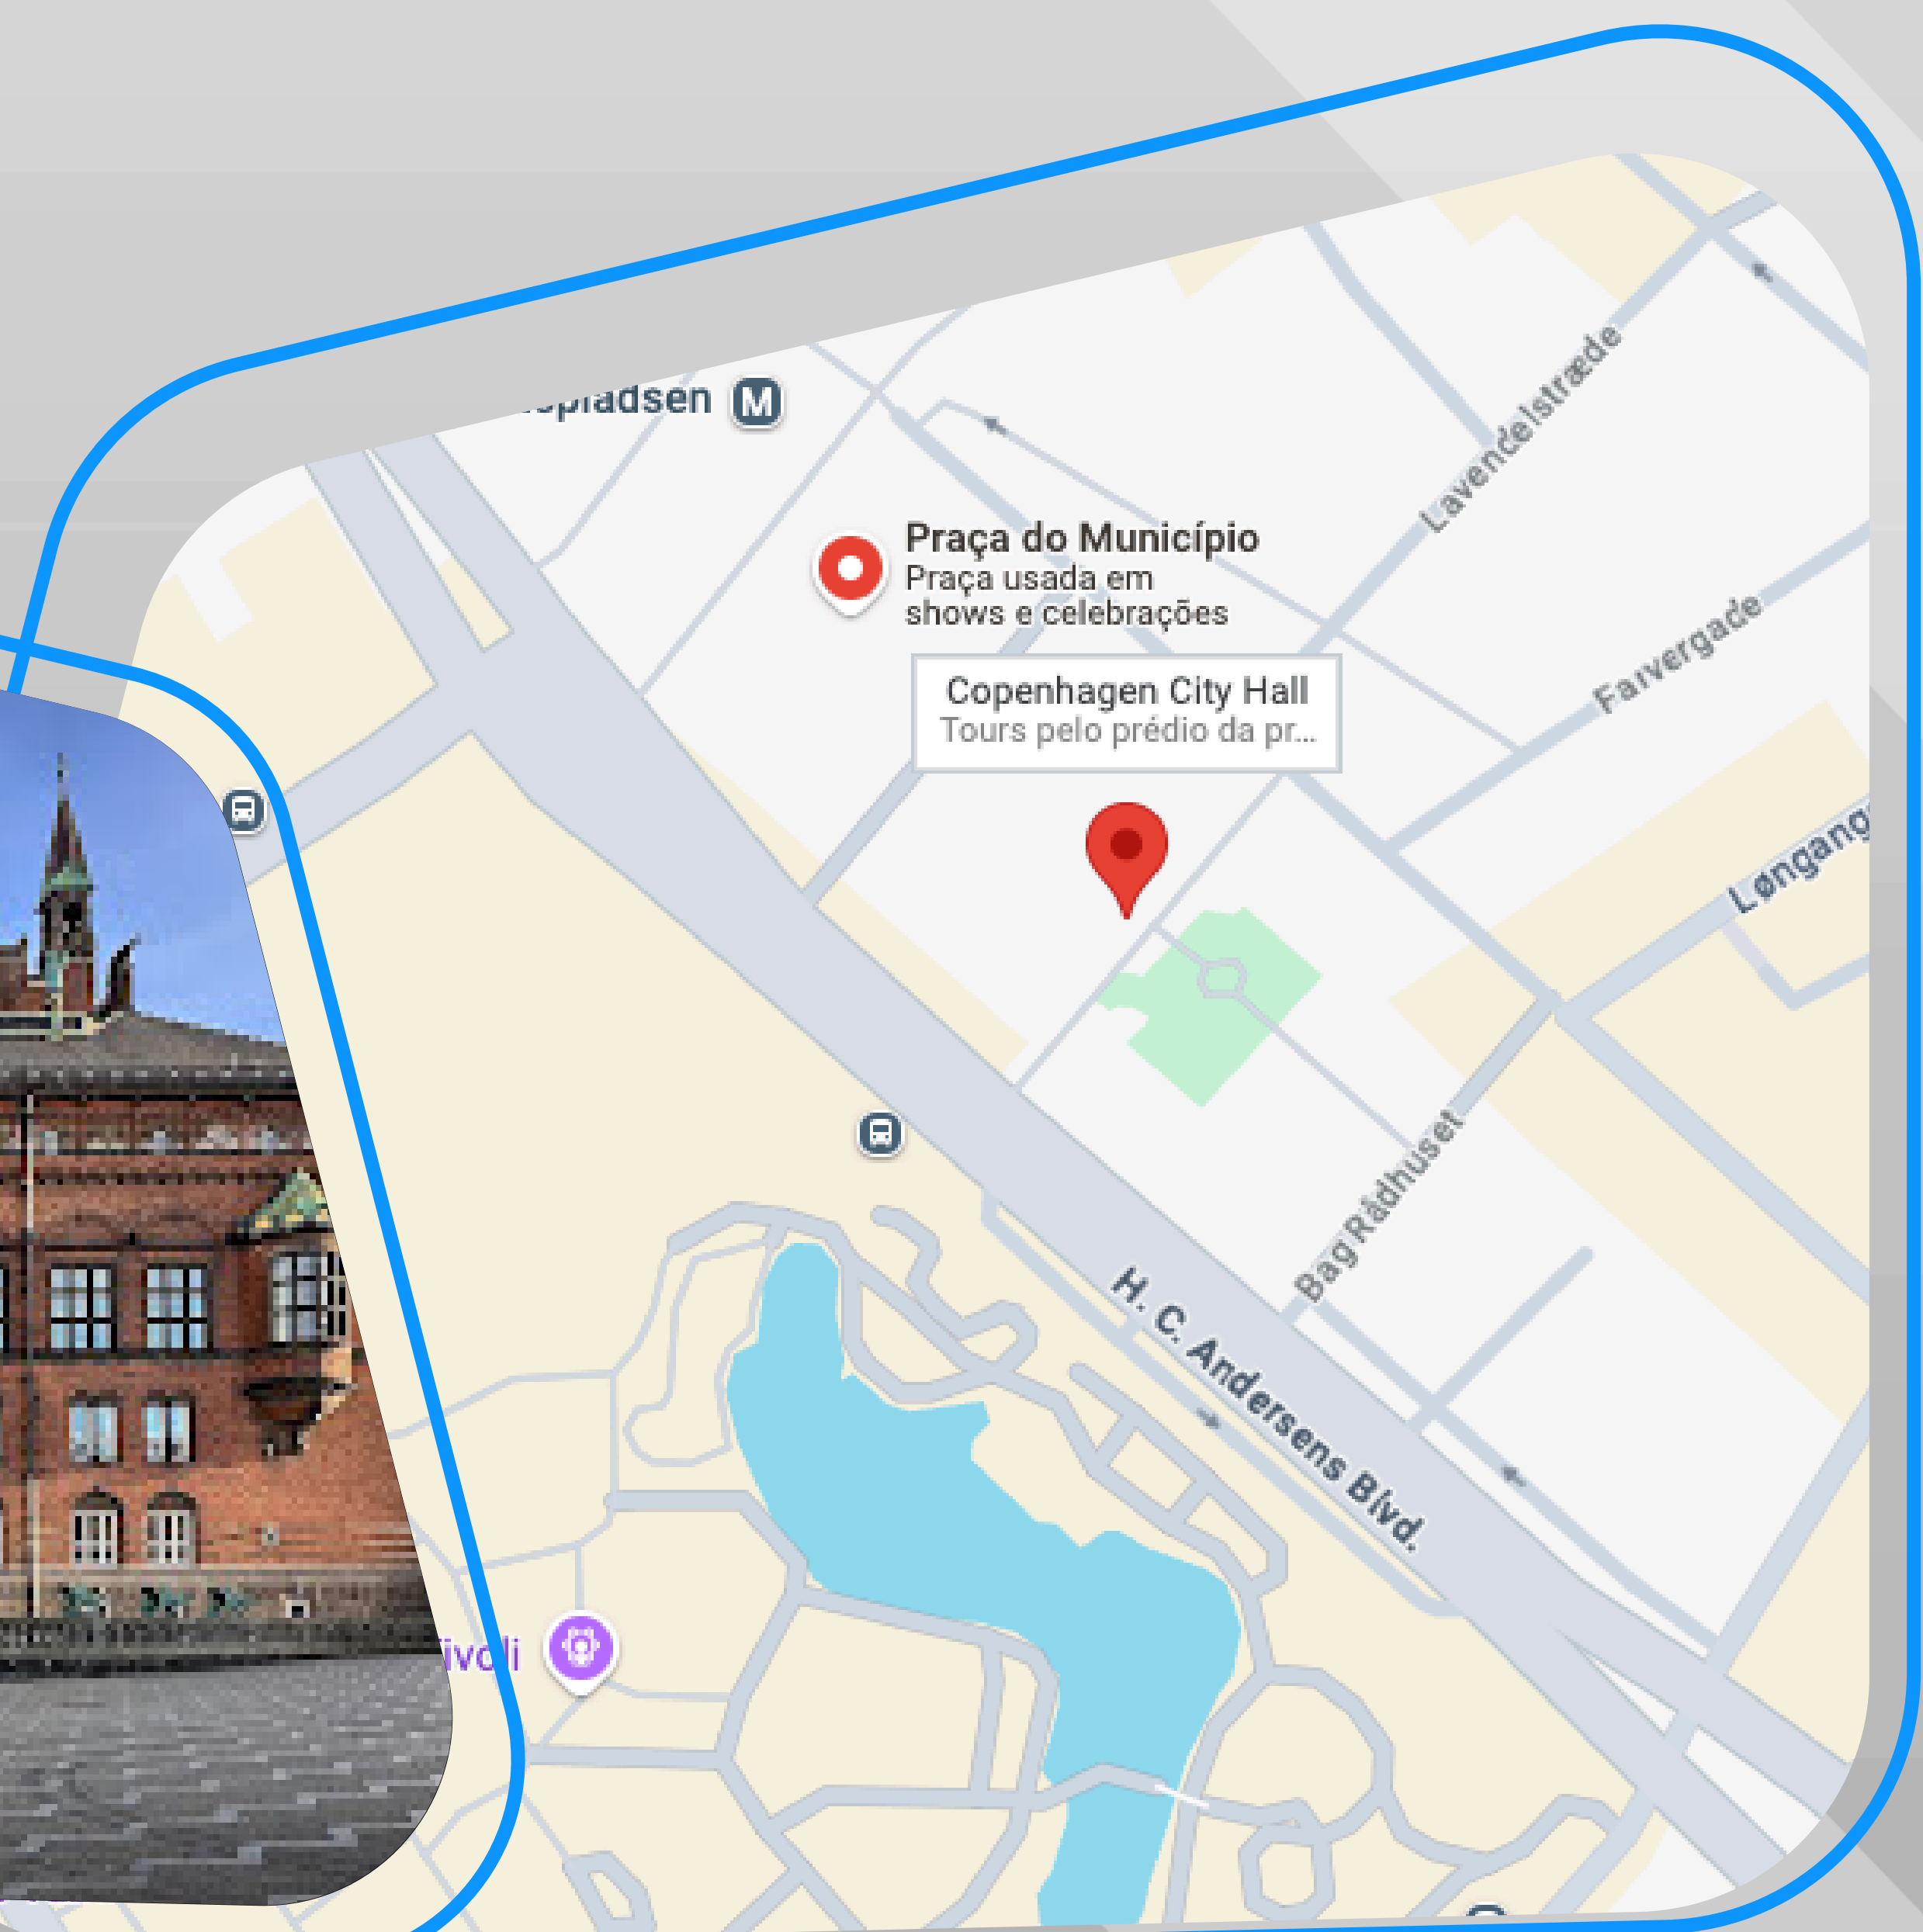 Lavendelstræde
Praça do Município
Praça usada em
shows e celebrações
Farvergade
Copenhagen City Hall
Tours pelo prédio da pr...
Bag Rådhuset
H. C. Andersens Blvd.